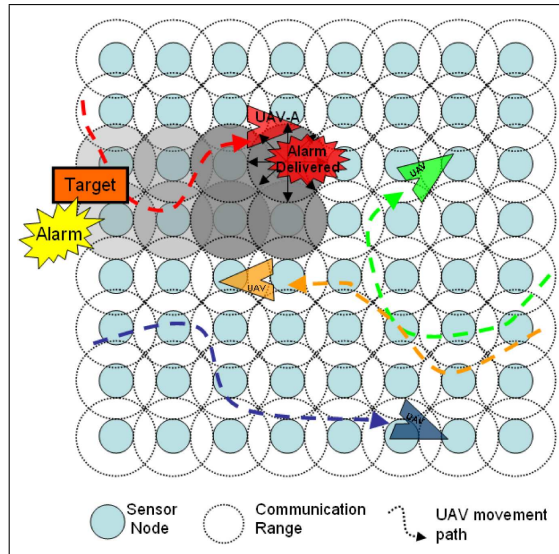 UAV-A
Alarm
Delivered
UAV
Target
Alarm
UAV
UAV
Sensor
Node
Communication
Range
UAV movement
path